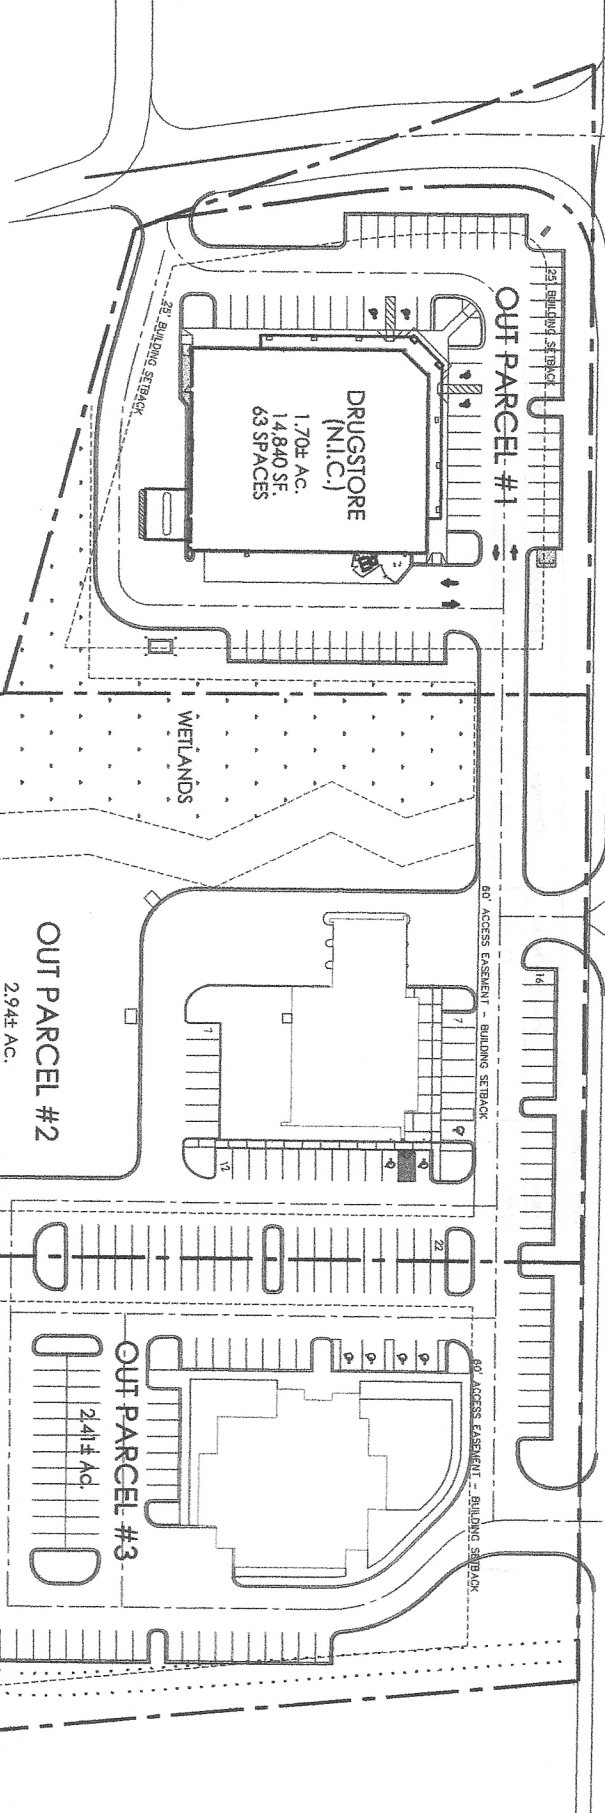 OUT PARCEL #1
25' BUILDING SETBACK
25' BUILDING SETBACK
DRUGSTORE
(N.I.C.)
1.70± Ac.
14,840 SF.
63 SPACES
WETLANDS
60' ACCESS EASEMENT - BUILDING SETBACK
16
7
7
12
OUT PARCEL #2
2.94± Ac.
22
60' ACCESS EASEMENT - BUILDING SETBACK
OUT PARCEL #3
2.41± Ac.